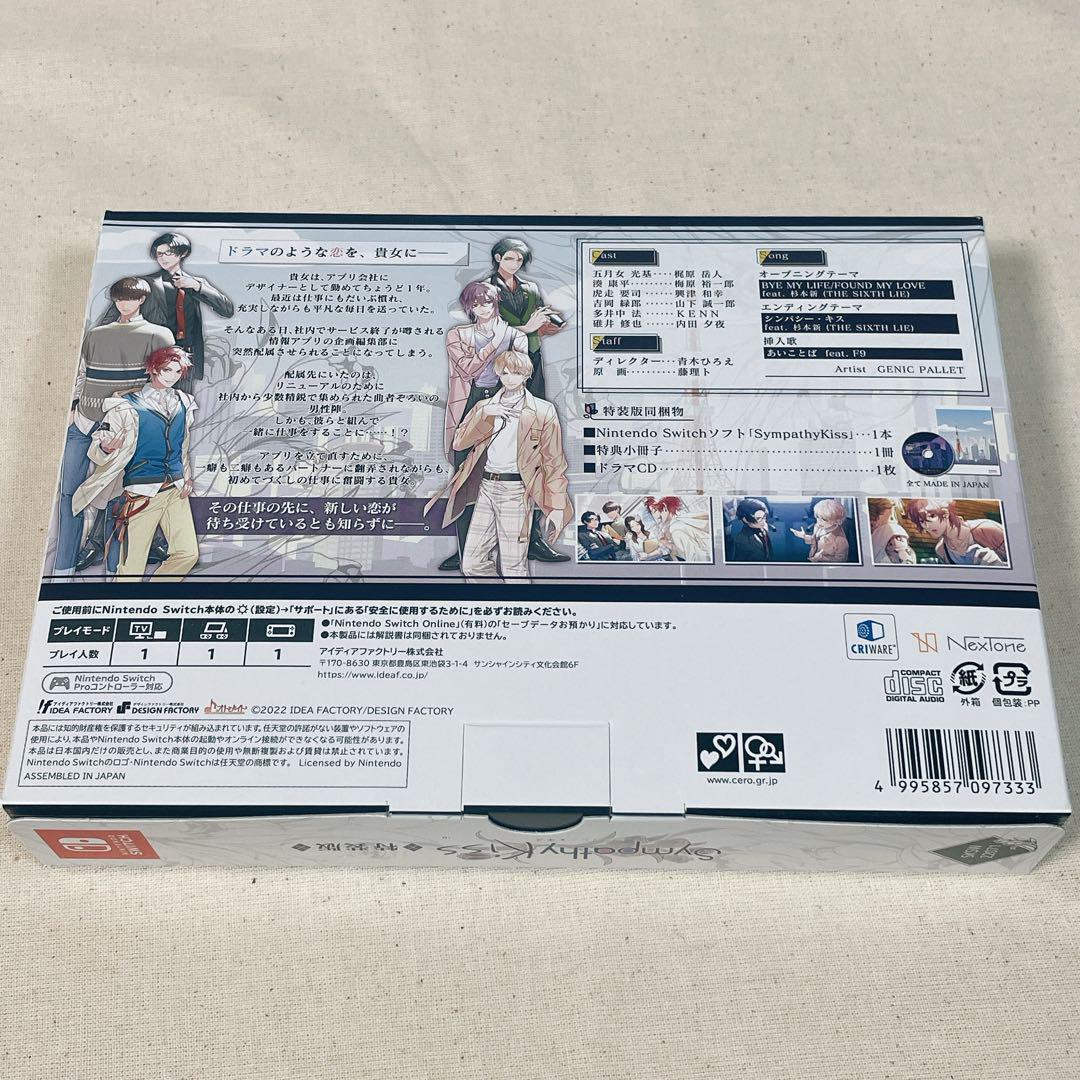 ドラマのような恋を、貴女に――
貴女は、アプリ会社に
デザイナーとして勤めてちょうど1年。
最近は仕事にもだいぶ慣れ、
充実しながらも平凡な毎日を送っていた。
そんなある日、社内でサービス終了が噂される
情報アプリの企画編集部に
突然配属させられることになってしまう。
配属先にいたのは、
リニューアルのために
社内から少数精鋭で集められた曲者ぞろいの
男性陣。
しかも、彼らと組んで
一緒に仕事をすることに……!?
アプリを立て直すために、
一癖も二癖もあるパートナーに翻弄されながらも、
初めてづくしの仕事に奮闘する貴女。
その仕事の先に、新しい恋が
待ち受けているとも知らずに――。
Cast
五月女 光基‥‥梶原 岳人
湊 康平‥‥‥梅原 裕一郎
虎走 要司‥‥‥興津 和幸
吉岡 緑郎‥‥山下 誠一郎
多井中 法‥‥‥KENN
碓井 修也‥‥‥内田 夕夜
Staff
ディレクター‥‥青木ひろえ
原 画‥‥‥‥‥藤理ト
Song
オープニングテーマ
BYE MY LIFE/FOUND MY LOVE
feat. 杉本新 (THE SIXTH LIE)
エンディングテーマ
シンパシー・キス
feat. 杉本新 (THE SIXTH LIE)
挿入歌
あいことば feat. F9
Artist GENIC PALLET
特装版同梱物
■Nintendo Switchソフト「SympathyKiss」…1本
■特典小冊子…1冊
■ドラマCD…1枚
全て MADE IN JAPAN
ご使用前にNintendo Switch本体の(設定)→「サポート」にある「安全に使用するために」を必ずお読みください。
プレイモード TV
プレイ人数 1 1 1
●「Nintendo Switch Online」(有料)の「セーブデータお預かり」に対応しています。
●本製品には解説書は同梱されておりません。
アイディアファクトリー株式会社
〒170-8630 東京都豊島区東池袋3-1-4 サンシャインシティ文化会館6F
https://www.ideaf.co.jp/
Nintendo Switch
Proコントローラー対応
アイディアファクトリー株式会社
IDEA FACTORY
デザインファクトリー株式会社
DESIGN FACTORY
オトメイト
©2022 IDEA FACTORY/DESIGN FACTORY
本品には知的財産権を保護するセキュリティが組み込まれています。任天堂の許諾がない装置やソフトウェアの
使用により、本品やNintendo Switch本体の起動やオンライン接続ができなくなる可能性があります。
本品は日本国内だけの販売とし、また商業目的の使用や無断複製および賃貸は禁止されています。
Nintendo Switchのロゴ・Nintendo Switchは任天堂の商標です。 Licensed by Nintendo
ASSEMBLED IN JAPAN
CRIWARE
NexTone
COMPACT
disc
DIGITAL AUDIO
紙
外箱
プラ
個包装:PP
www.cero.gr.jp
4 995857 097333
NINTENDO
SWITCH
SympathyKiss ◆特装版◆